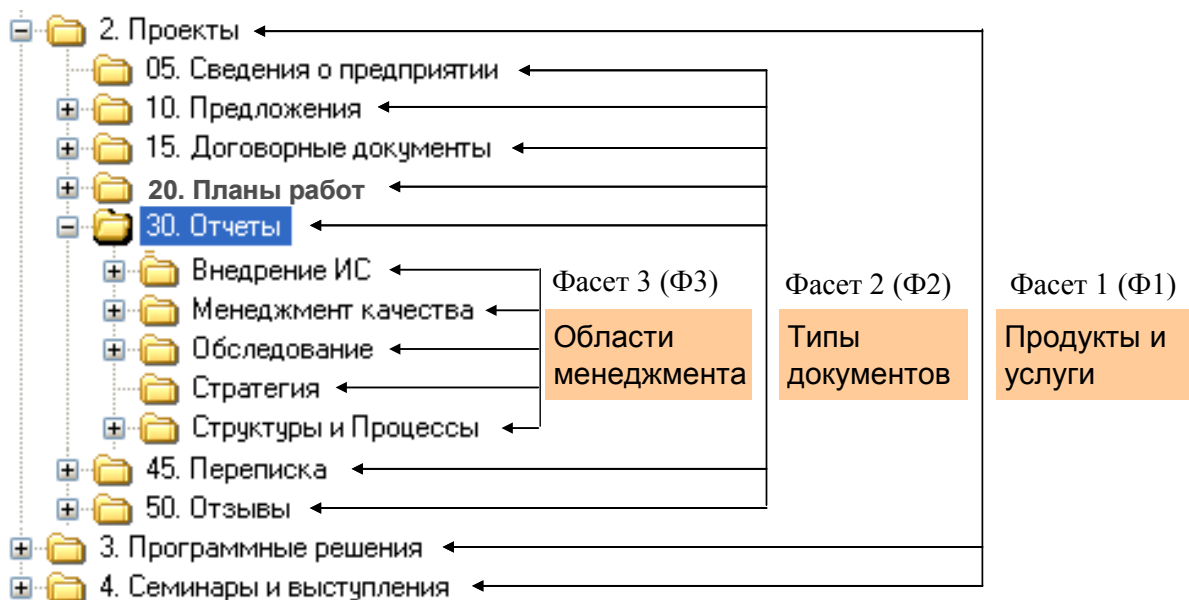 2. Проекты
05. Сведения о предприятии
10. Предложения
15. Договорные документы
20. Планы работ
30. Отчеты
Внедрение ИС
Менеджмент качества
Обследование
Стратегия
Структуры и Процессы
45. Переписка
50. Отзывы
3. Программные решения
4. Семинары и выступления
Фасет 3 (Ф3)
Области
менеджмента
Фасет 2 (Ф2)
Типы
документов
Фасет 1 (Ф1)
Продукты и
услуги